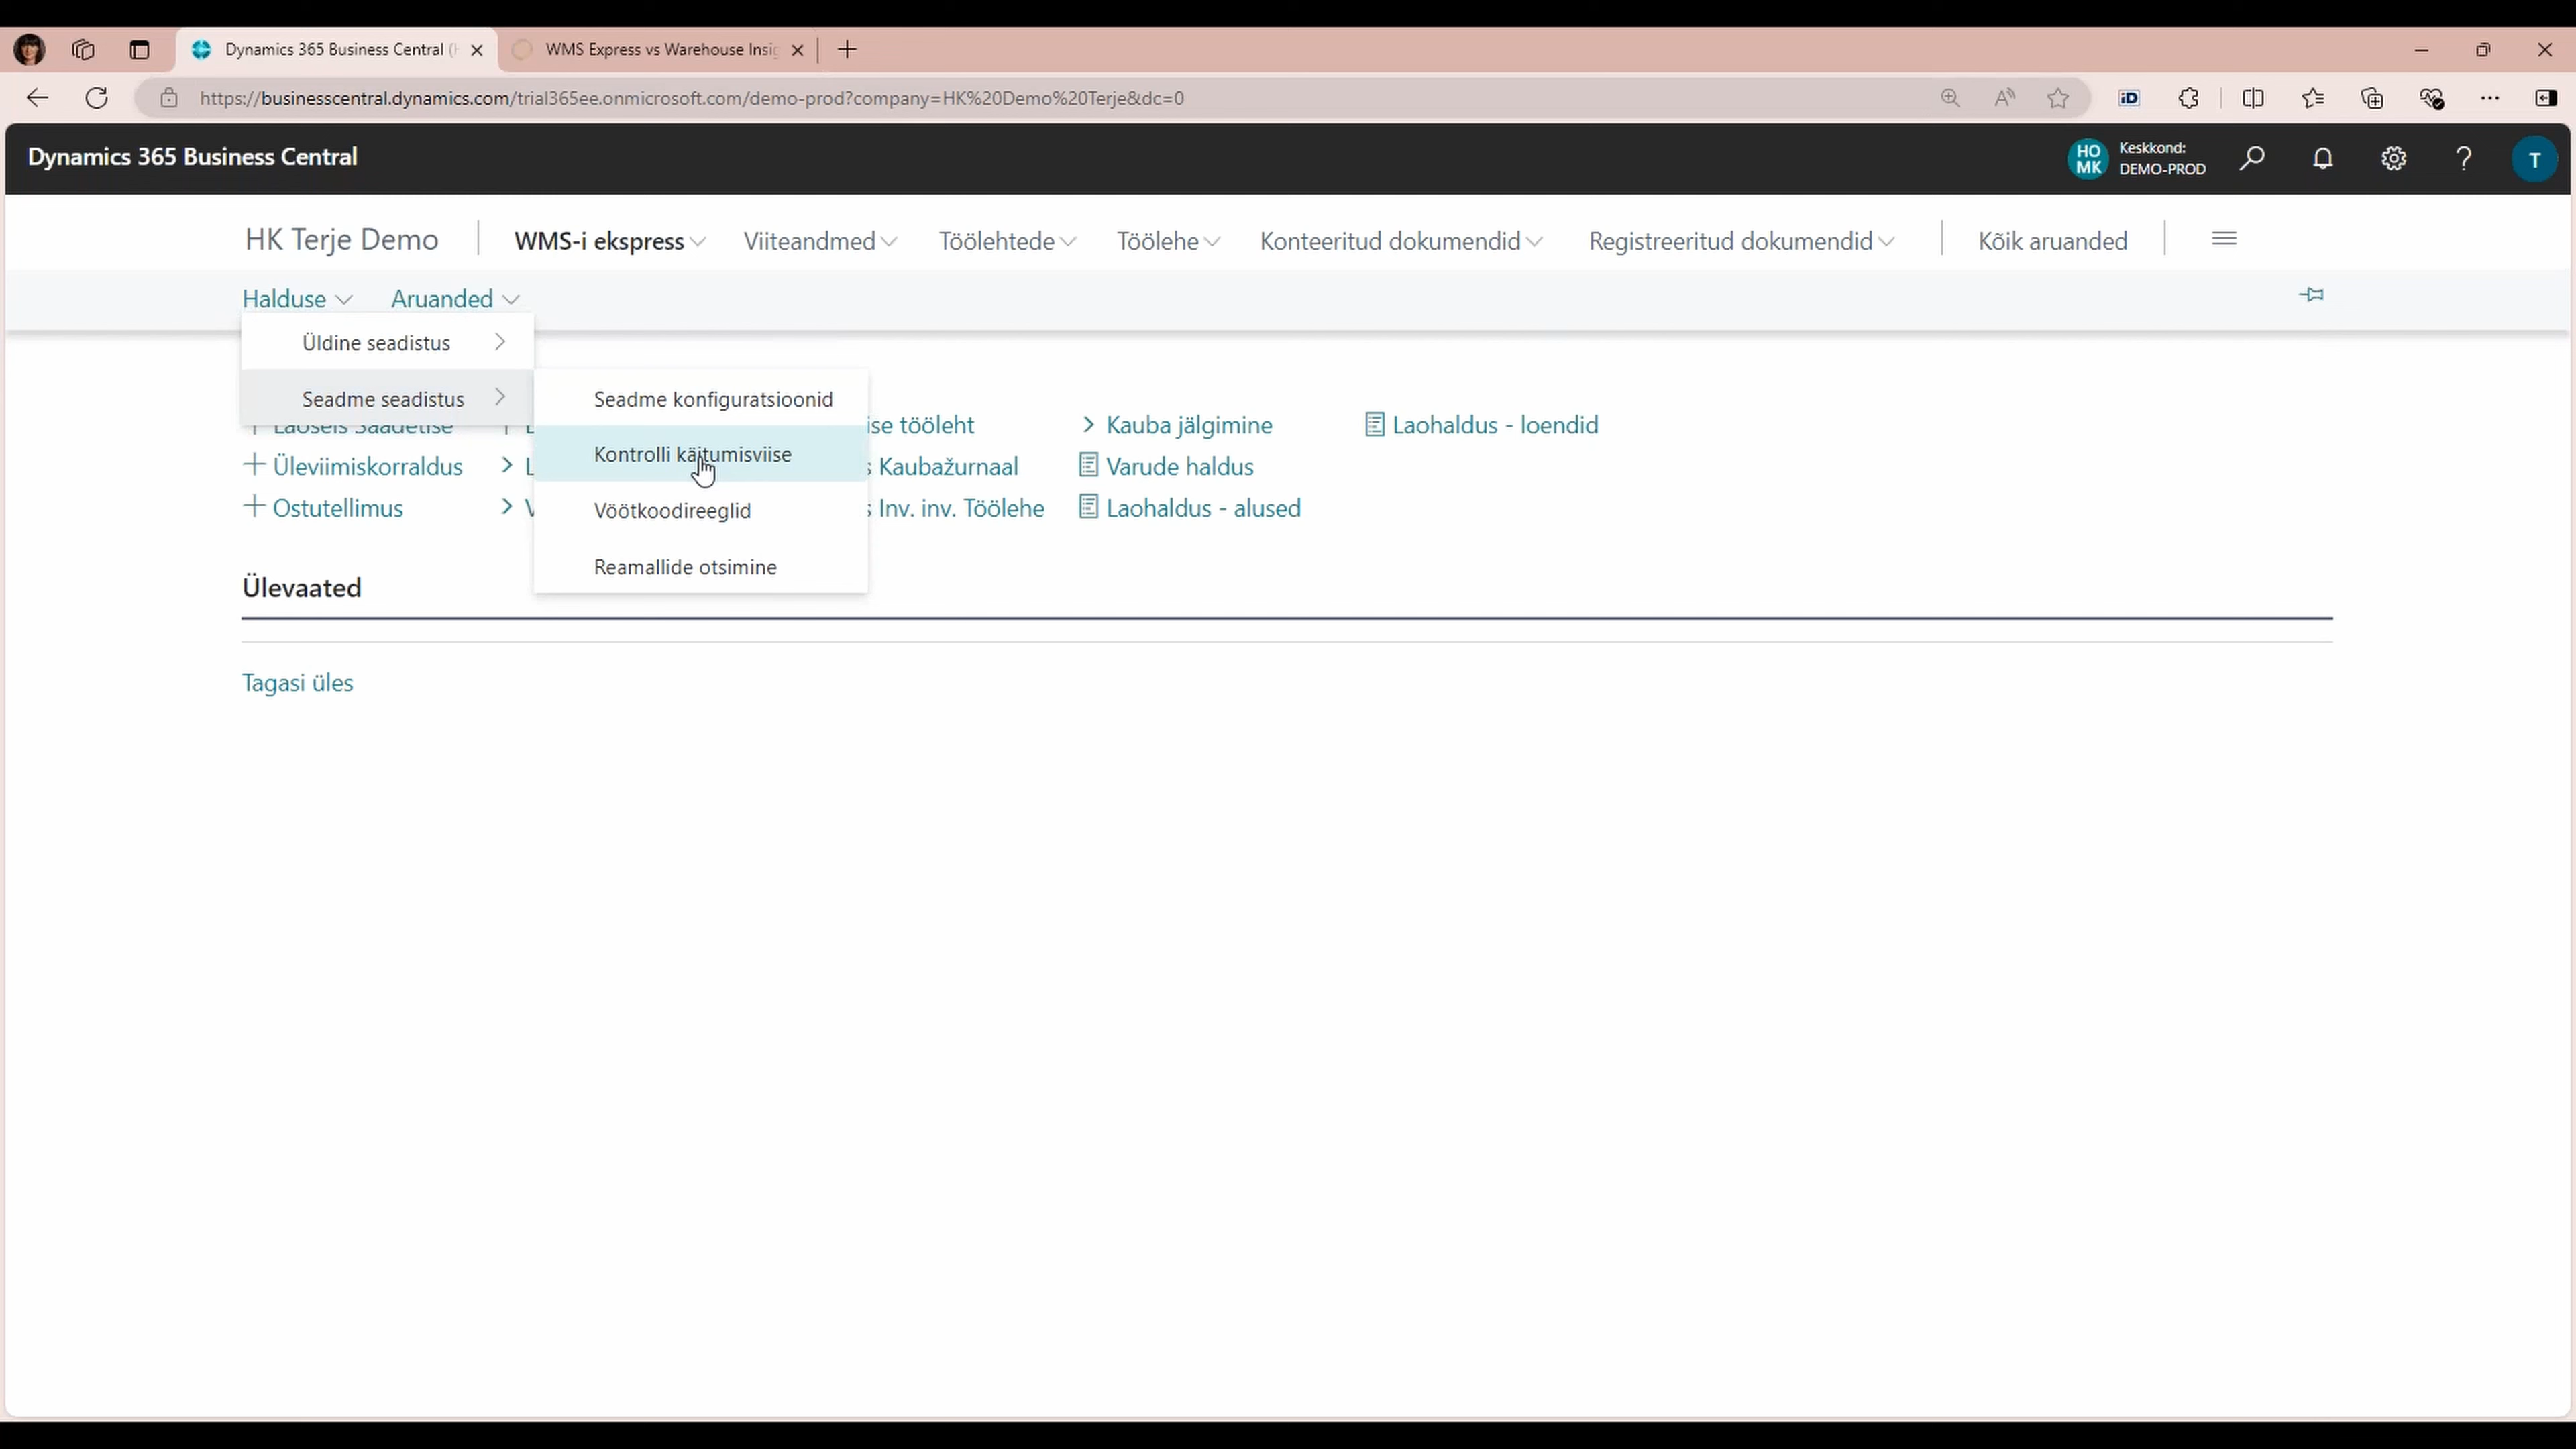 Dynamics 365 Business Central (
WMS Express vs Warehouse
https://businesscentral.dynamics.com/trial365ee.onmicrosoft.com/demo-prod?company=HK%20Demo%20Terje&dc=0
iD
Dynamics 365 Business Central
HO
MK
Keskkond:
DEMO-PROD
T
HK Terje Demo
WMS-i ekspress
Viiteandmed
Töölehtede
Töölehe
Konteeritud dokumendid
Registreeritud dokumendid
Kõik aruanded
Halduse
Aruanded
Üldine seadistus
Seadme seadistus
Seadme konfiguratsioonid
Kontrolli käitumisviise
Vöötkoodireeglid
Reamallide otsimine
tööleht
Kauba jälgimine
Laohaldus - loendid
+ Üleviimiskorraldus
Kaubažurnaal
Varude haldus
+ Ostutellimus
Inv. inv. Töölehe
Laohaldus - alused
Ülevaated
Tagasi üles